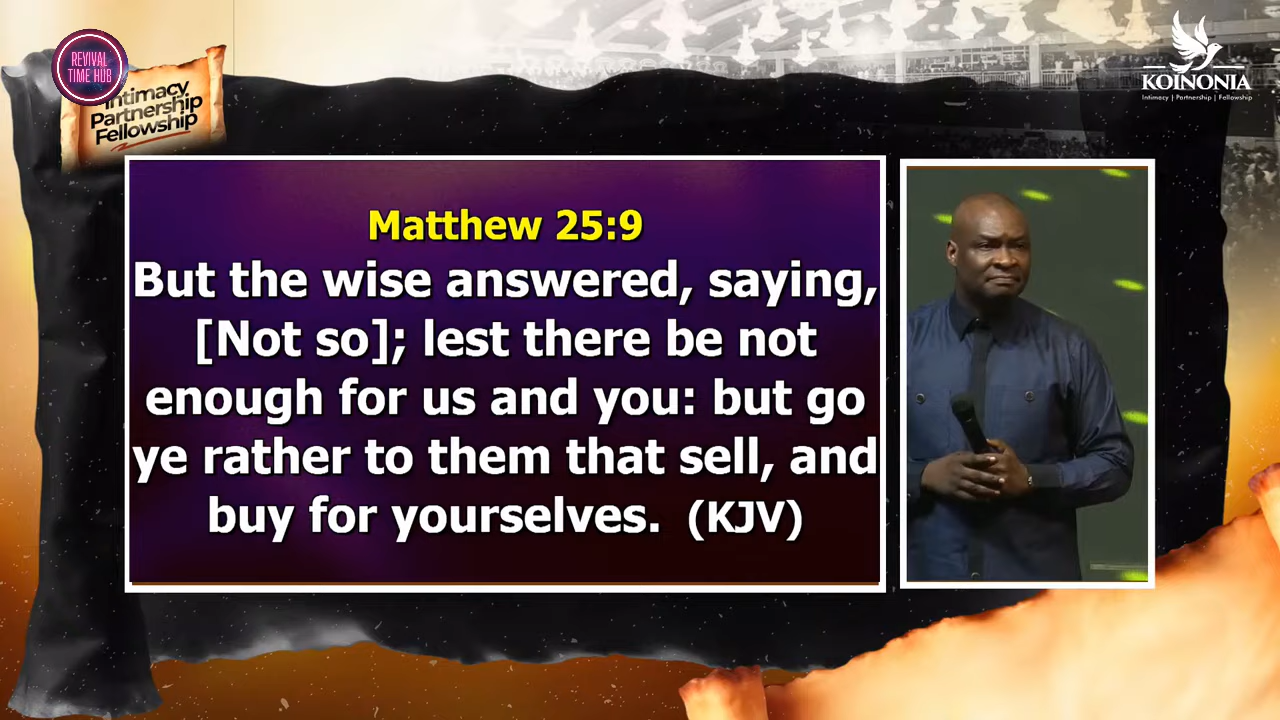 REVIVAL
TIME HUB
Intimacy
Partnership
Fellowship
KOINONIA
Intimacy | Partnership | Fellowship
Matthew 25:9
But the wise answered, saying,
[Not so]; lest there be not
enough for us and you: but go
ye rather to them that sell, and
buy for yourselves. (KJV)